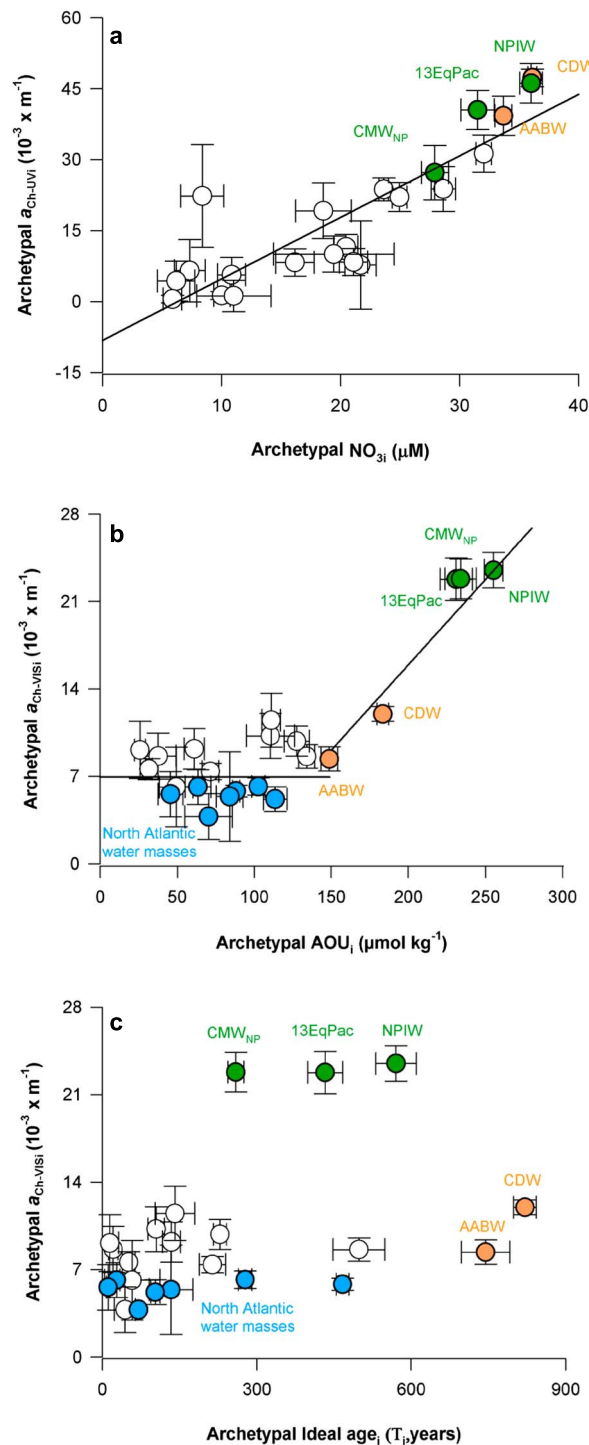 a
60
45
30
15
0
-15
Archetypal aCh-UVi (10-3 x m-1)
NPIW
CDW
13EqPac
AABW
CMWNP
0 10 20 30 40
Archetypal NO3i (µM)
b
28
21
14
7
0
Archetypal aCh-VISi (10-3 x m-1)
CMWNP
13EqPac
NPIW
CDW
AABW
North Atlantic
water masses
0 50 100 150 200 250 300
Archetypal AOUi (µmol kg-1)
c
28
21
14
7
0
Archetypal aCh-VISi (10-3 x m-1)
CMWNP 13EqPac NPIW
CDW
AABW
North Atlantic
water masses
0 300 600 900
Archetypal Ideal agei (Ti,years)